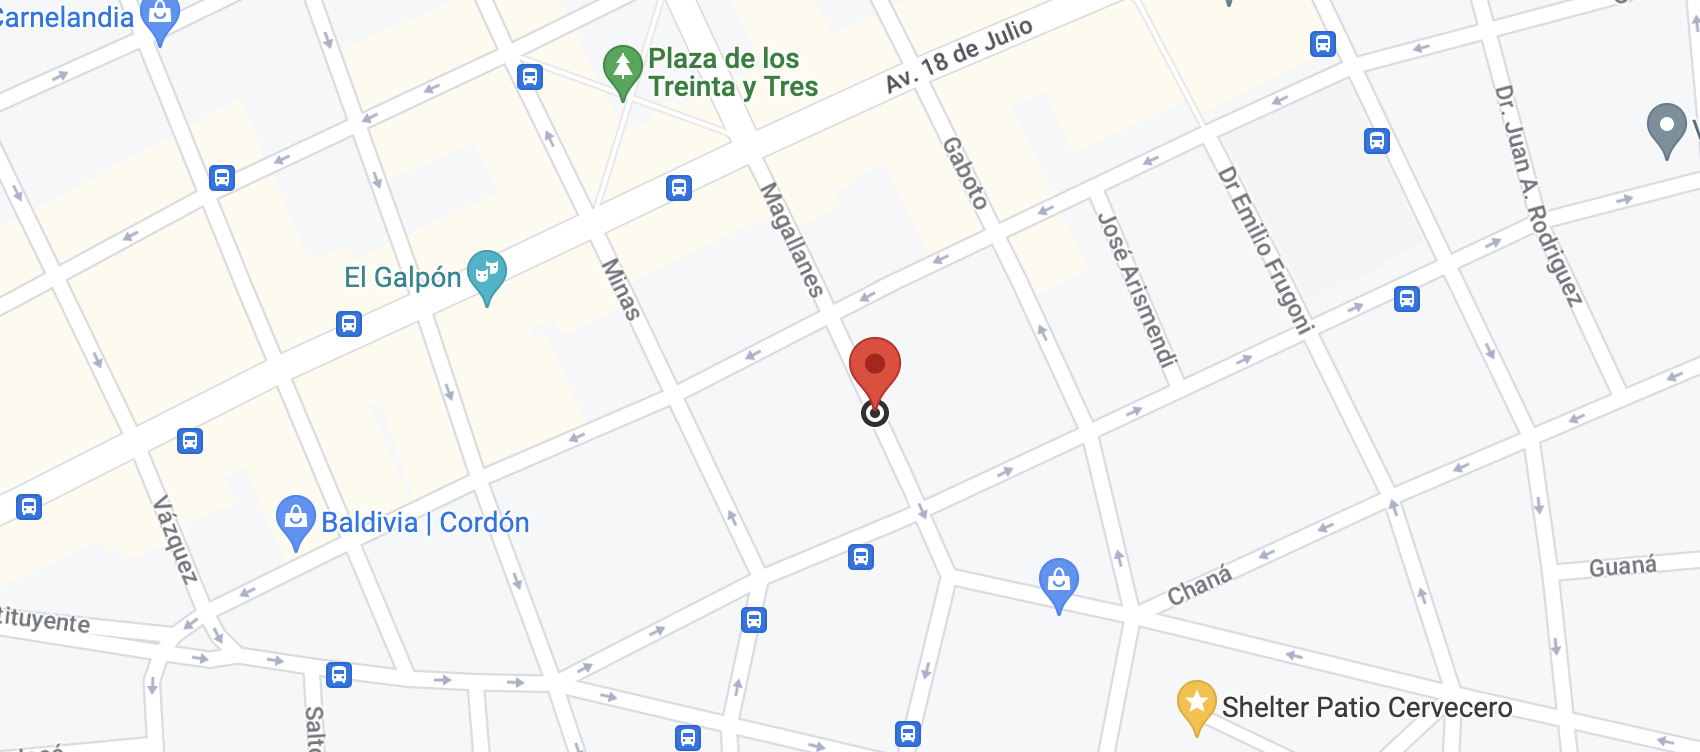 Carnelandia
Plaza de los
Treinta y Tres
Av. 18 de Julio
Dr. Juan A. Rodriguez
Gaboto
Magallanes
Dr Emilio Frugoni
José Arismendi
El Galpón
Minas
Vázquez
Baldivia | Cordón
Chaná
Guaná
tituyente
Salto
Shelter Patio Cervecero